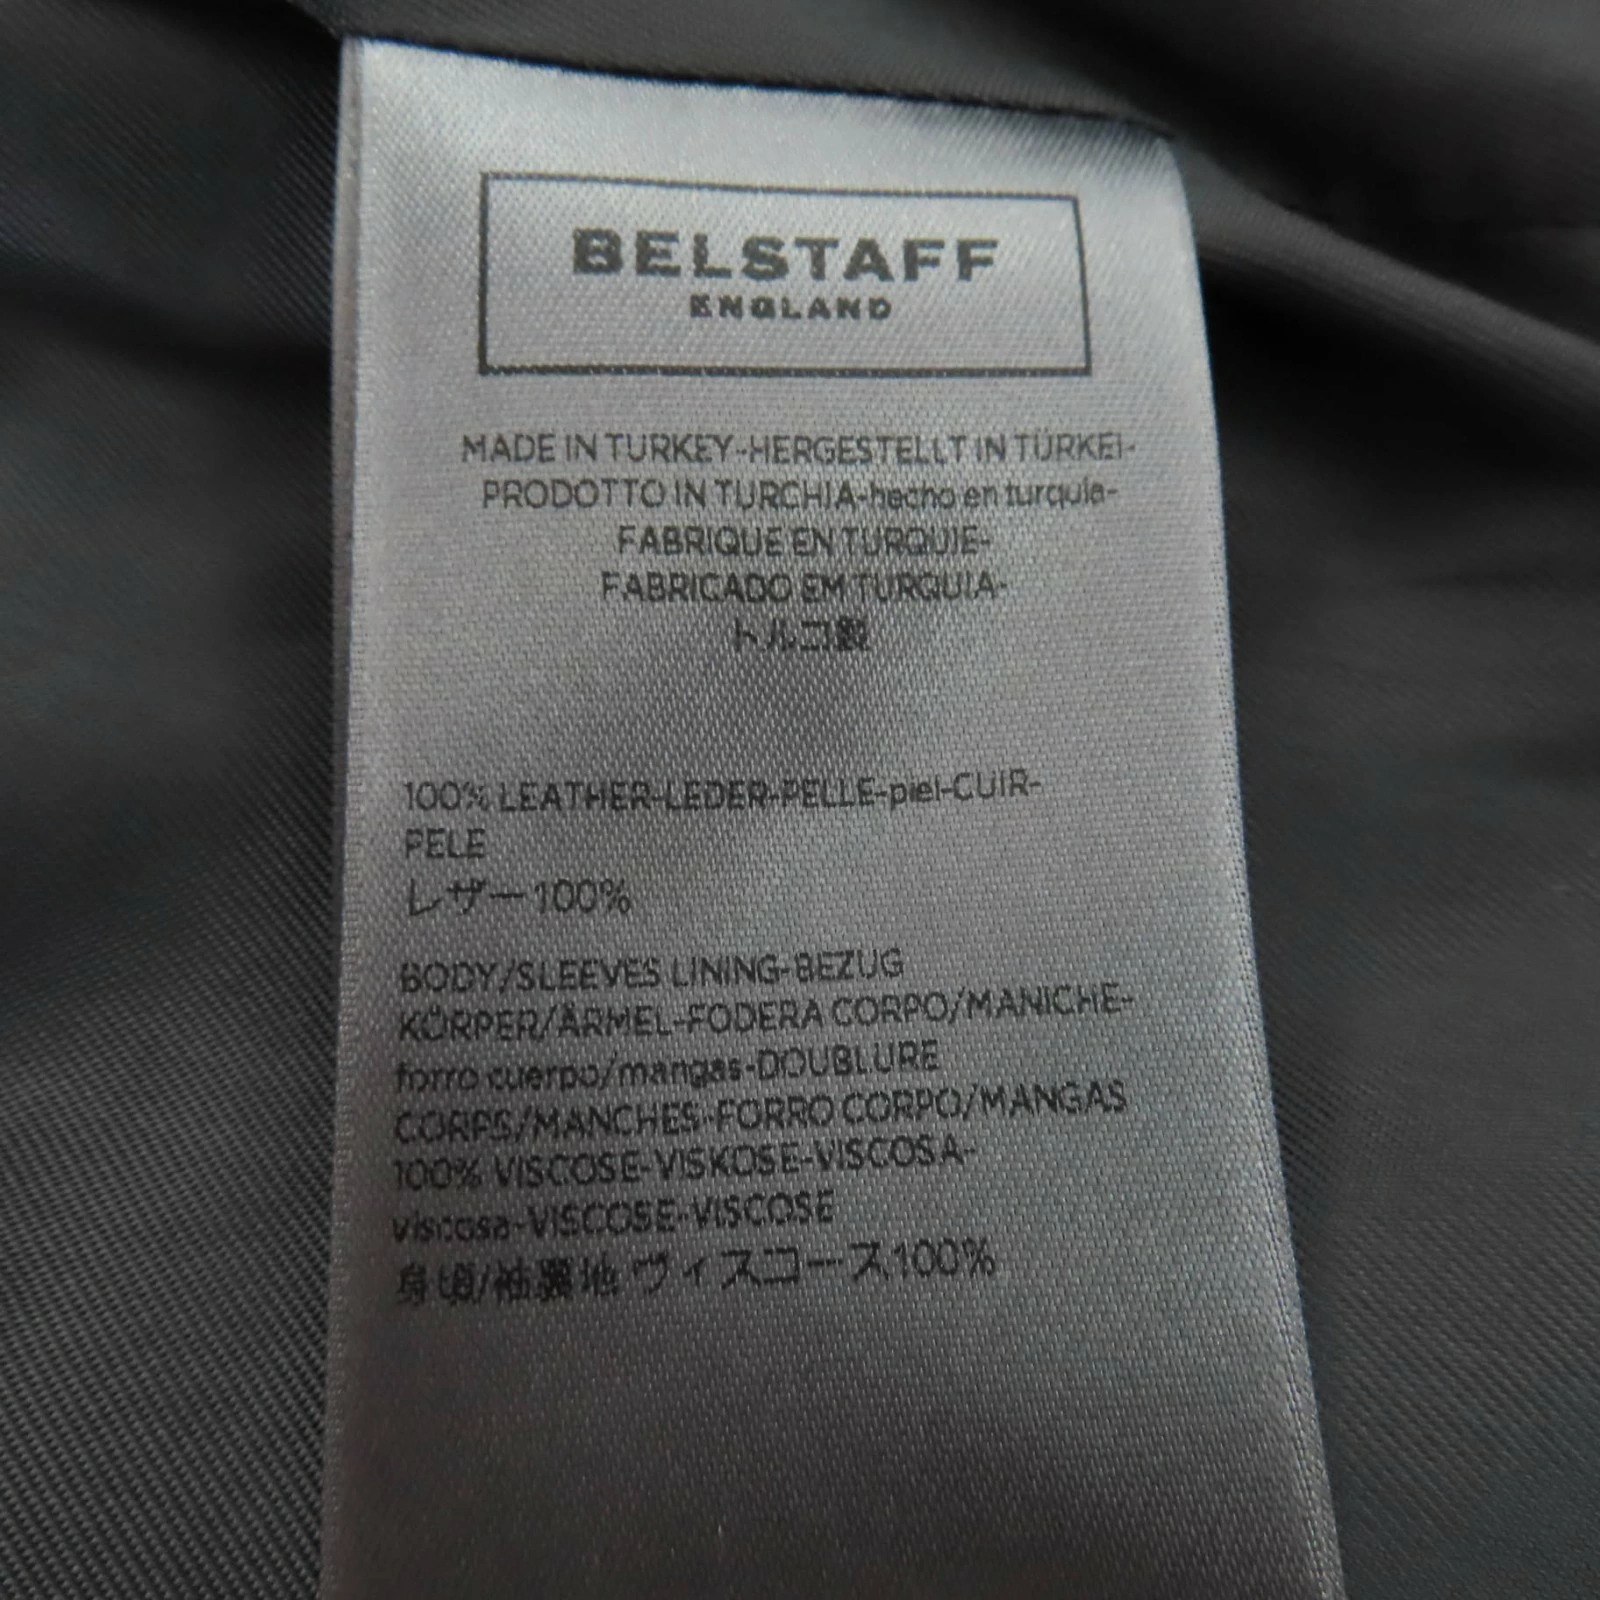 BELSTAFF
ENGLAND
MADE IN TURKEY-HERGESTELLT IN TÜRKEI-
PRODOTTO IN TURCHIA-hecho en turquía-
FABRIQUE EN TURQUIE-
FABRICADO EM TURQUIA-
トルコ製
100% LEATHER-LEDER-PELLE-piel-CUIR-
PELE
レザー100%
BODY/SLEEVES LINING-BEZUG
KÖRPER/ÄRMEL-FODERA CORPO/MANICHE-
forro cuerpo/mangas-DOUBLURE
CORPS/MANCHES-FORRO CORPO/MANGAS
100% VISCOSE-VISKOSE-VISCOSA-
viscosa-VISCOSE-VISCOSE
身頃/袖裏地 ヴィスコース100%